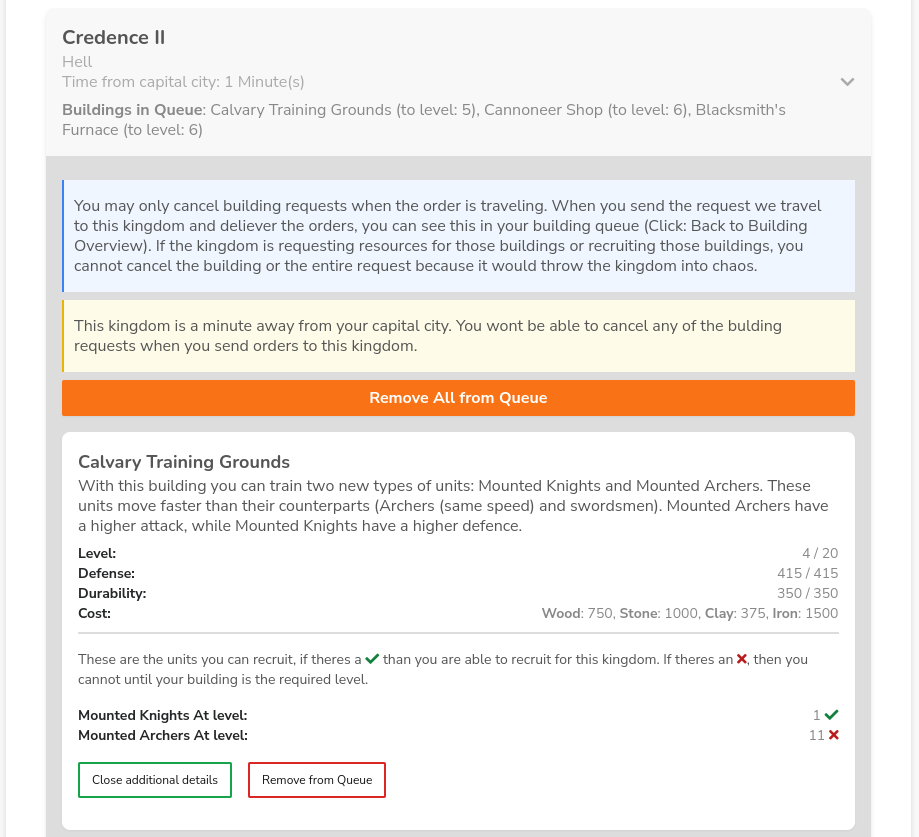 Credence II
Hell
Time from capital city: 1 Minute(s)
Buildings in Queue: Calvary Training Grounds (to level: 5), Cannoneer Shop (to level: 6), Blacksmith's
Furnace (to level: 6)
You may only cancel building requests when the order is traveling. When you send the request we travel
to this kingdom and deliever the orders, you can see this in your building queue (Click: Back to Building
Overview). If the kingdom is requesting resources for those buildings or recruiting those buildings, you
cannot cancel the building or the entire request because it would throw the kingdom into chaos.
This kingdom is a minute away from your capital city. You wont be able to cancel any of the bulding
requests when you send orders to this kingdom.
Remove All from Queue
Calvary Training Grounds
With this building you can train two new types of units: Mounted Knights and Mounted Archers. These
units move faster than their counterparts (Archers (same speed) and swordsmen). Mounted Archers have
a higher attack, while Mounted Knights have a higher defence.
Level: 4 / 20
Defense: 415 / 415
Durability: 350 / 350
Cost: Wood: 750, Stone: 1000, Clay: 375, Iron: 1500
These are the units you can recruit, if theres a ✔ than you are able to recruit for this kingdom. If theres an ✖, then you
cannot until your building is the required level.
Mounted Knights At level: 1 ✔
Mounted Archers At level: 11 ✖
Close additional details Remove from Queue